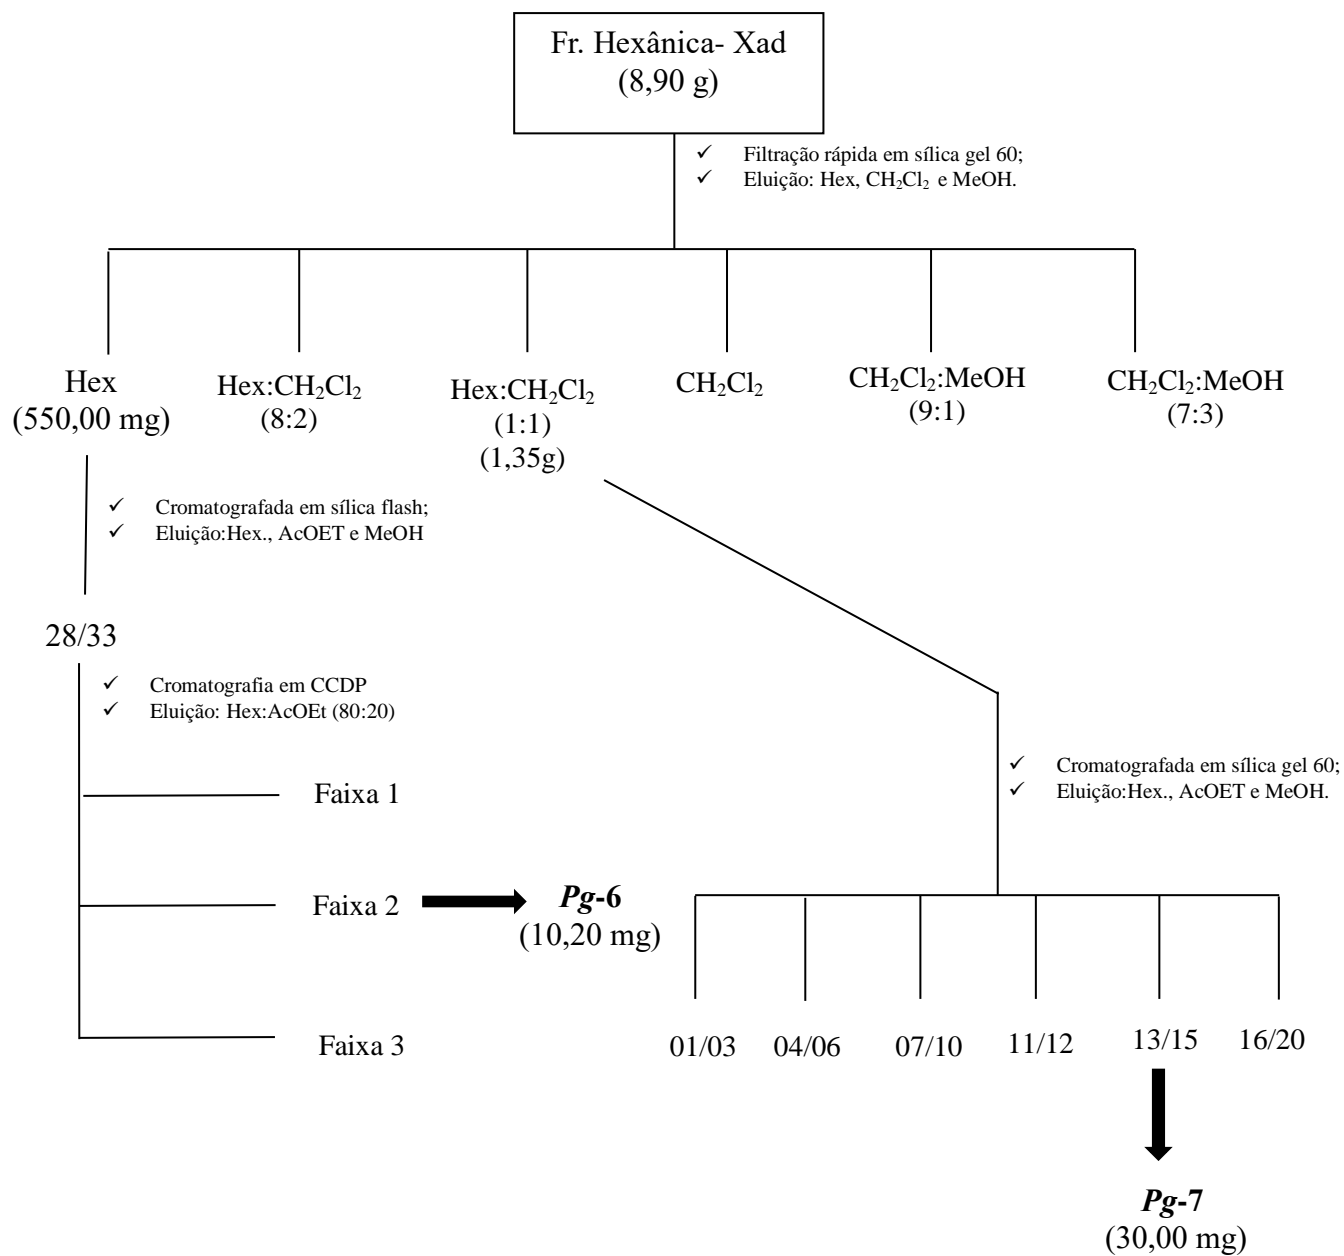 Fr. Hexânica- Xad
(8,90 g)
✓ Filtração rápida em sílica gel 60;
✓ Eluição: Hex, CH₂Cl₂ e MeOH.
Hex
(550,00 mg)
Hex:CH₂Cl₂
(8:2)
Hex:CH₂Cl₂
(1:1)
(1,35g)
CH₂Cl₂
CH₂Cl₂:MeOH
(9:1)
CH₂Cl₂:MeOH
(7:3)
✓ Cromatografada em sílica flash;
✓ Eluição:Hex., AcOET e MeOH
28/33
✓ Cromatografia em CCDP
✓ Eluição: Hex:AcOEt (80:20)
Faixa 1
Faixa 2
Pg-6
(10,20 mg)
Faixa 3
✓ Cromatografada em sílica gel 60;
✓ Eluição:Hex., AcOET e MeOH.
01/03
04/06
07/10
11/12
13/15
16/20
Pg-7
(30,00 mg)